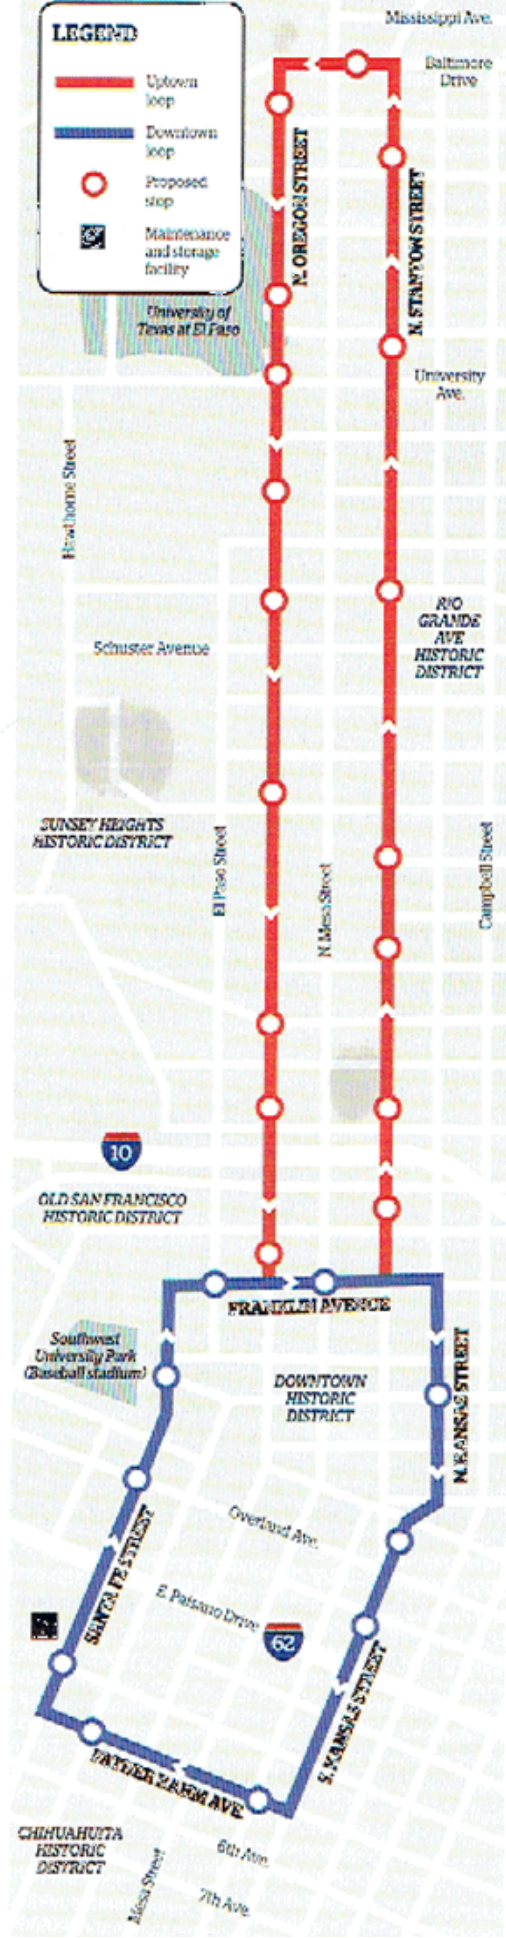 LEGEND
Uptown
loop
Downtown
loop
Proposed
stop
Maintenance
and storage
facility
Mississippi Ave.
Baltimore
Drive
N. OREGON STREET
N. STANTON STREET
University of
Texas at El Paso
University
Ave.
Hawthorne Street
RIO
GRANDE
AVE
HISTORIC
DISTRICT
Schuster Avenue
SUNSET HEIGHTS
HISTORIC DISTRICT
El Paso Street
N. Mesa Street
Campbell Street
10
OLD SAN FRANCISCO
HISTORIC DISTRICT
FRANKLIN AVENUE
Southwest
University Park
(Baseball stadium)
DOWNTOWN
HISTORIC
DISTRICT
N. KANSAS STREET
Overland Ave.
SANTA FE STREET
E. Paisano Drive
62
S. KANSAS STREET
FATHER RAHM AVE.
CHIHUAHUITA
HISTORIC
DISTRICT
Mesa Street
6th Ave.
7th Ave.